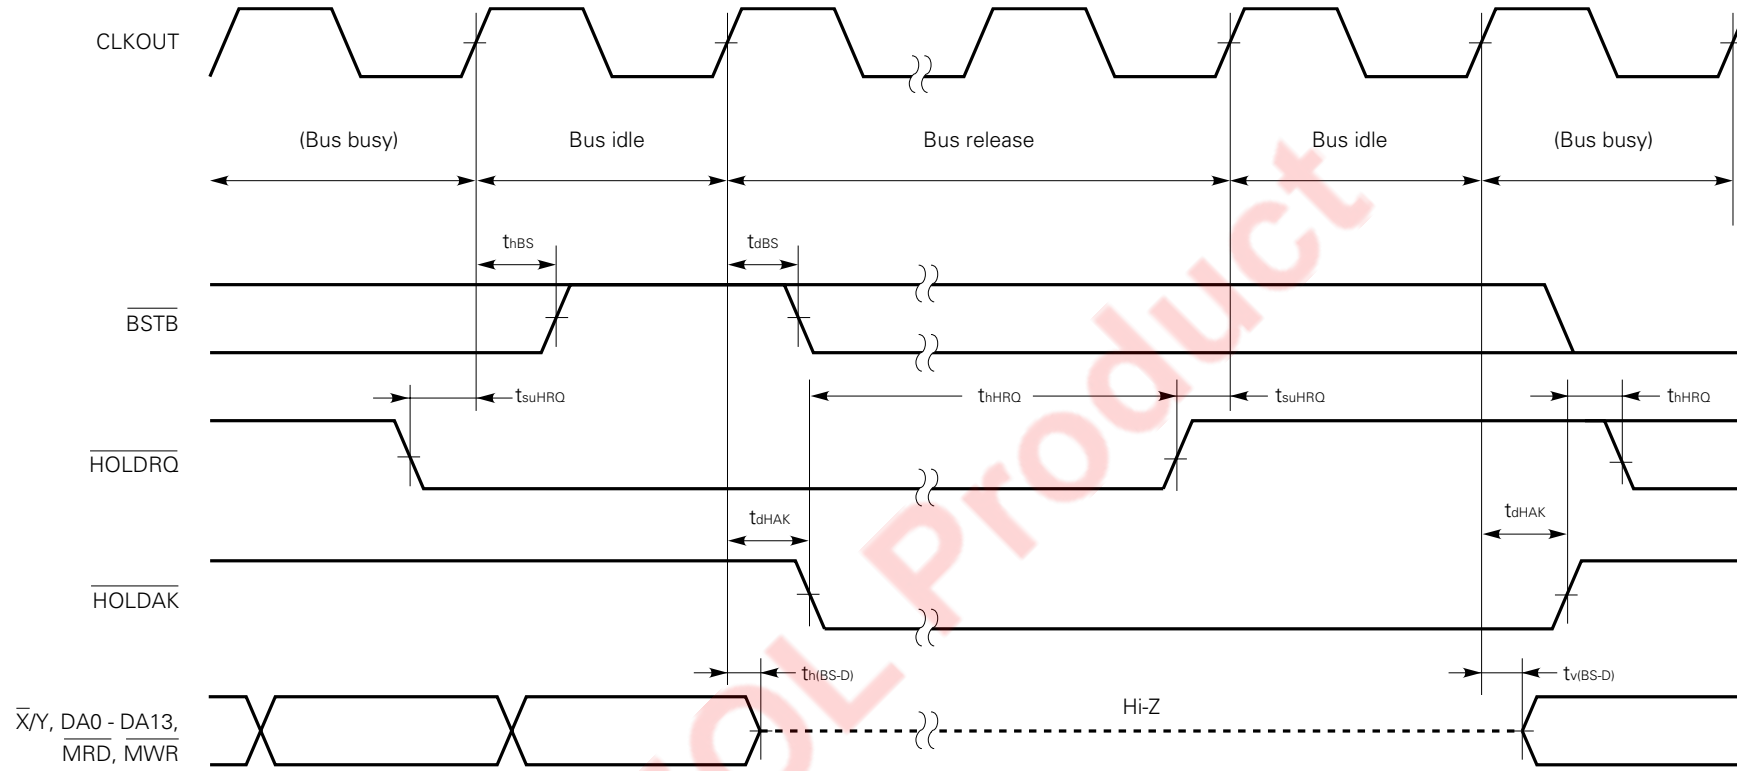 CLKOUT
(Bus busy) Bus idle Bus release Bus idle (Bus busy)
thBS tdBS
BSTB
tsuHRQ thHRQ tsuHRQ thHRQ
HOLDRQ
tdHAK tdHAK
HOLDAK
th(BS-D) tv(BS-D)
X/Y, DA0 - DA13,
MRD, MWR
Hi-Z
OL Product